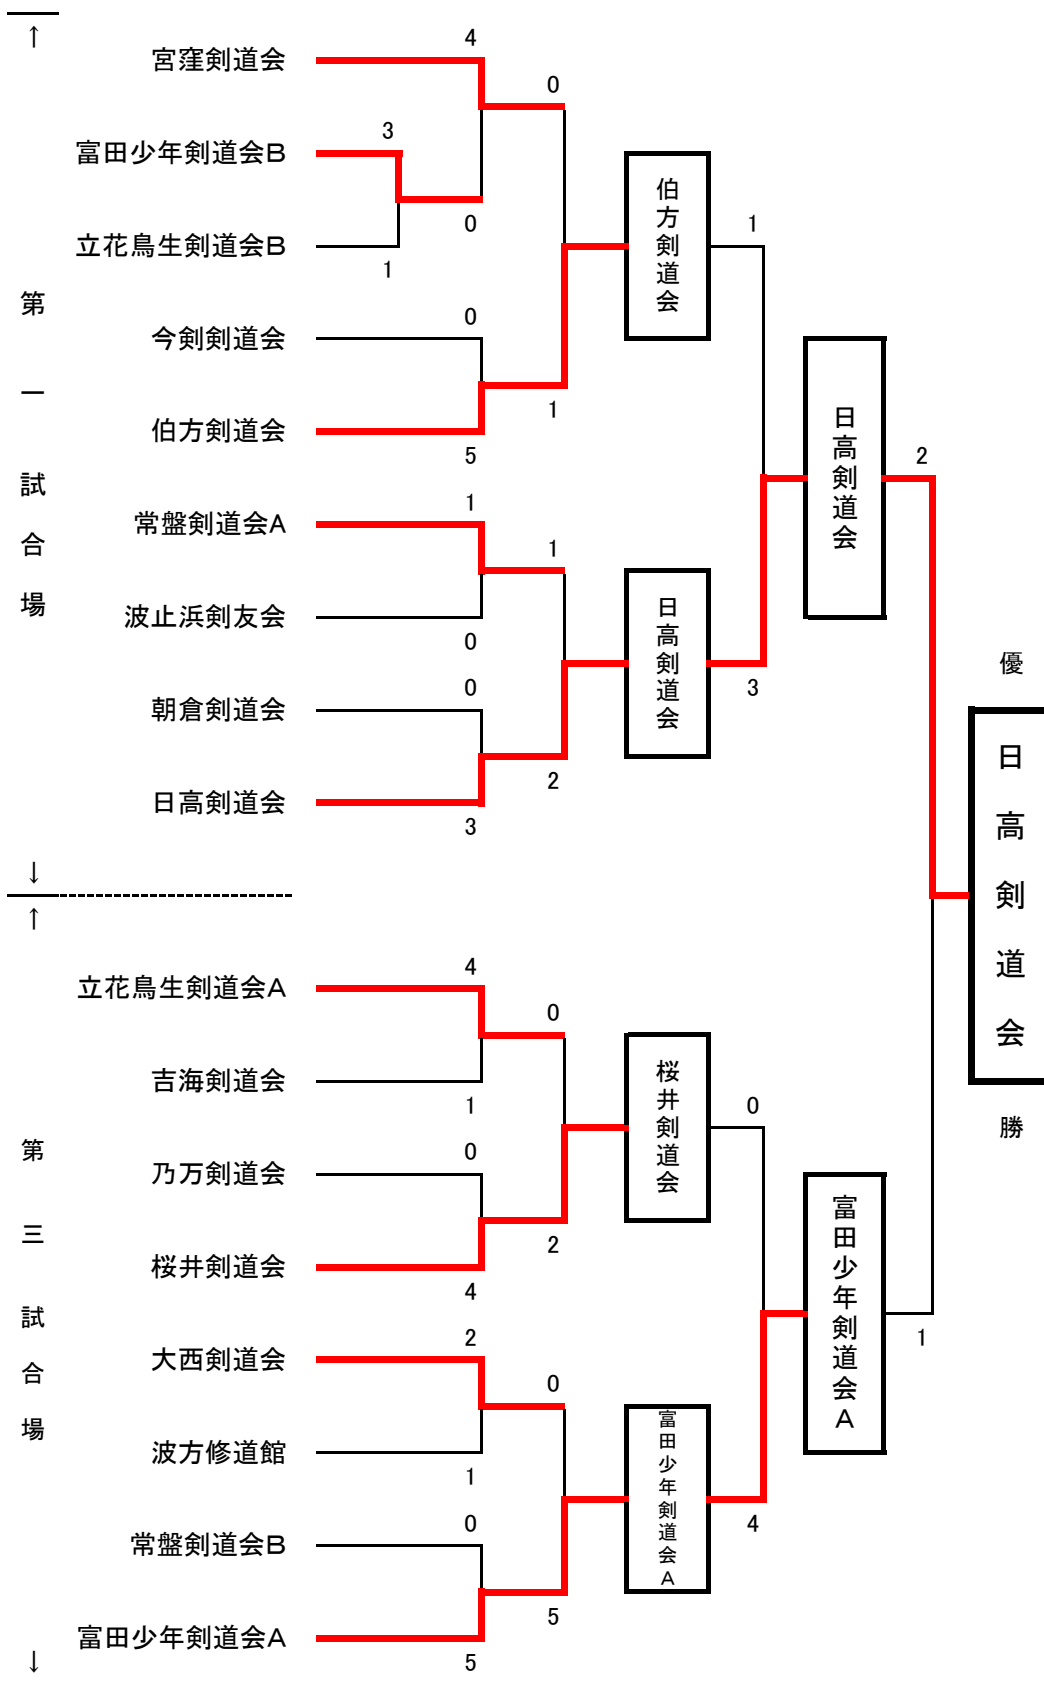 ↑
宮窪剣道会
4
0
富田少年剣道会B
3
0
立花鳥生剣道会B
1
今剣剣道会
0
伯方剣道会
5
1
常盤剣道会A
1
1
波止浜剣友会
0
朝倉剣道会
0
日高剣道会
3
2
第一試合場
↓
↑
立花鳥生剣道会A
4
0
吉海剣道会
1
乃万剣道会
0
桜井剣道会
4
2
大西剣道会
2
0
波方修道館
1
常盤剣道会B
0
富田少年剣道会A
5
5
第三試合場
↓
伯方剣道会
1
日高剣道会
3
桜井剣道会
0
富田少年剣道会A
4
日高剣道会
2
富田少年剣道会A
1
優
日高剣道会
勝